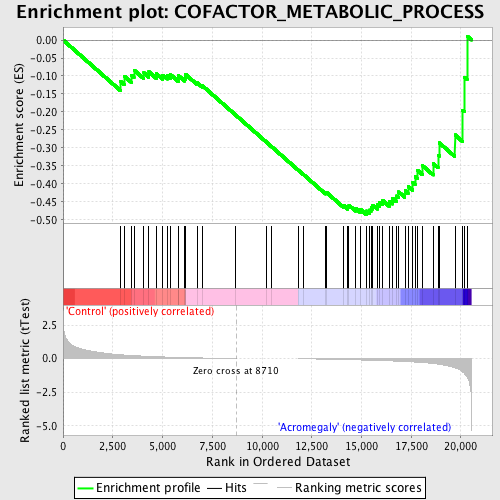 Enrichment plot: COFACTOR_METABOLIC_PROCESS
Enrichment score (ES)
0.00
-0.05
-0.10
-0.15
-0.20
-0.25
-0.30
-0.35
-0.40
-0.45
-0.50
'Control' (positively correlated)
Ranked list metric (tTest)
2.5
0.0
-2.5
-5.0
Zero cross at 8710
'Acromegaly' (negatively correlated)
0
2,500
5,000
7,500
10,000
12,500
15,000
17,500
20,000
Rank in Ordered Dataset
Enrichment profile
Hits
Ranking metric scores